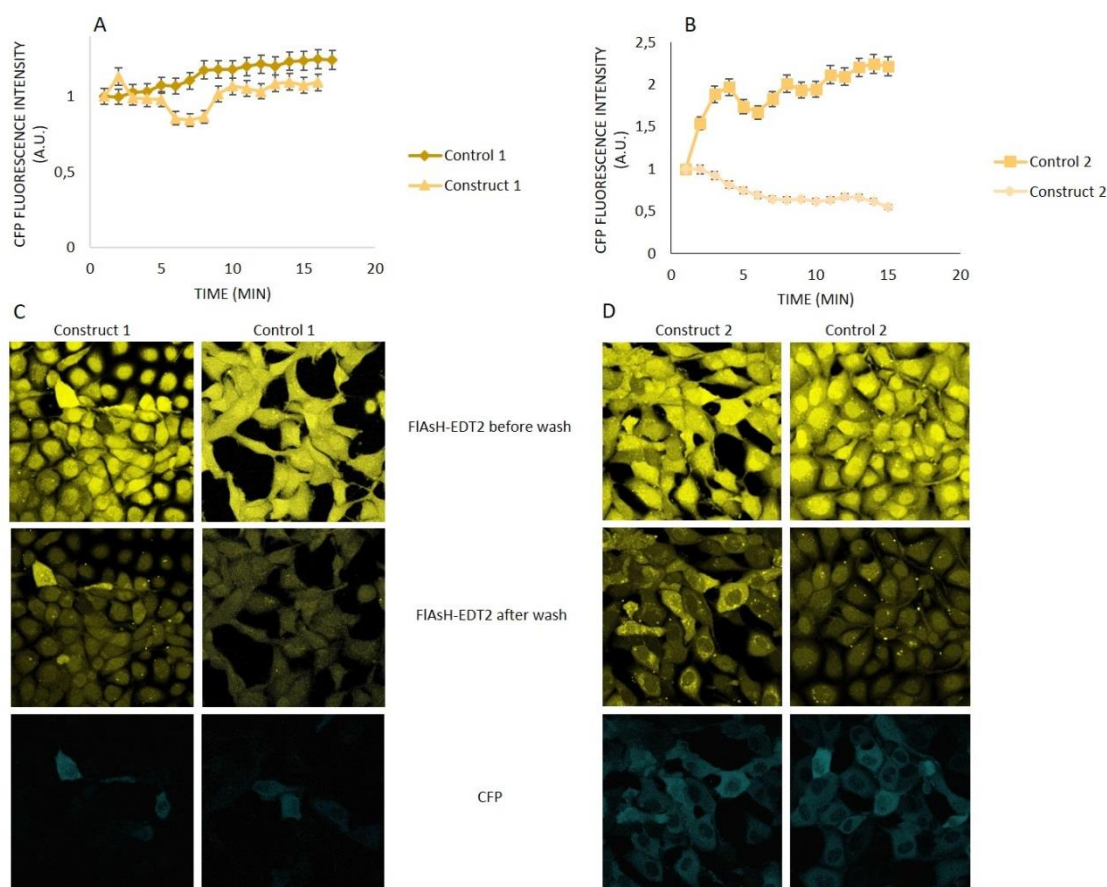 A
CFP FLUORESCENCE INTENSITY
(A.U.)
1
0,5
0
0
5
10
15
20
TIME (MIN)
Control 1
Construct 1
B
CFP FLUORESCENCE INTENSITY
(A.U.)
2,5
2
1,5
1
0,5
0
0
5
10
15
20
TIME (MIN)
Control 2
Construct 2
C
Construct 1
Control 1
D
Construct 2
Control 2
FlAsH-EDT2 before wash
FlAsH-EDT2 after wash
CFP